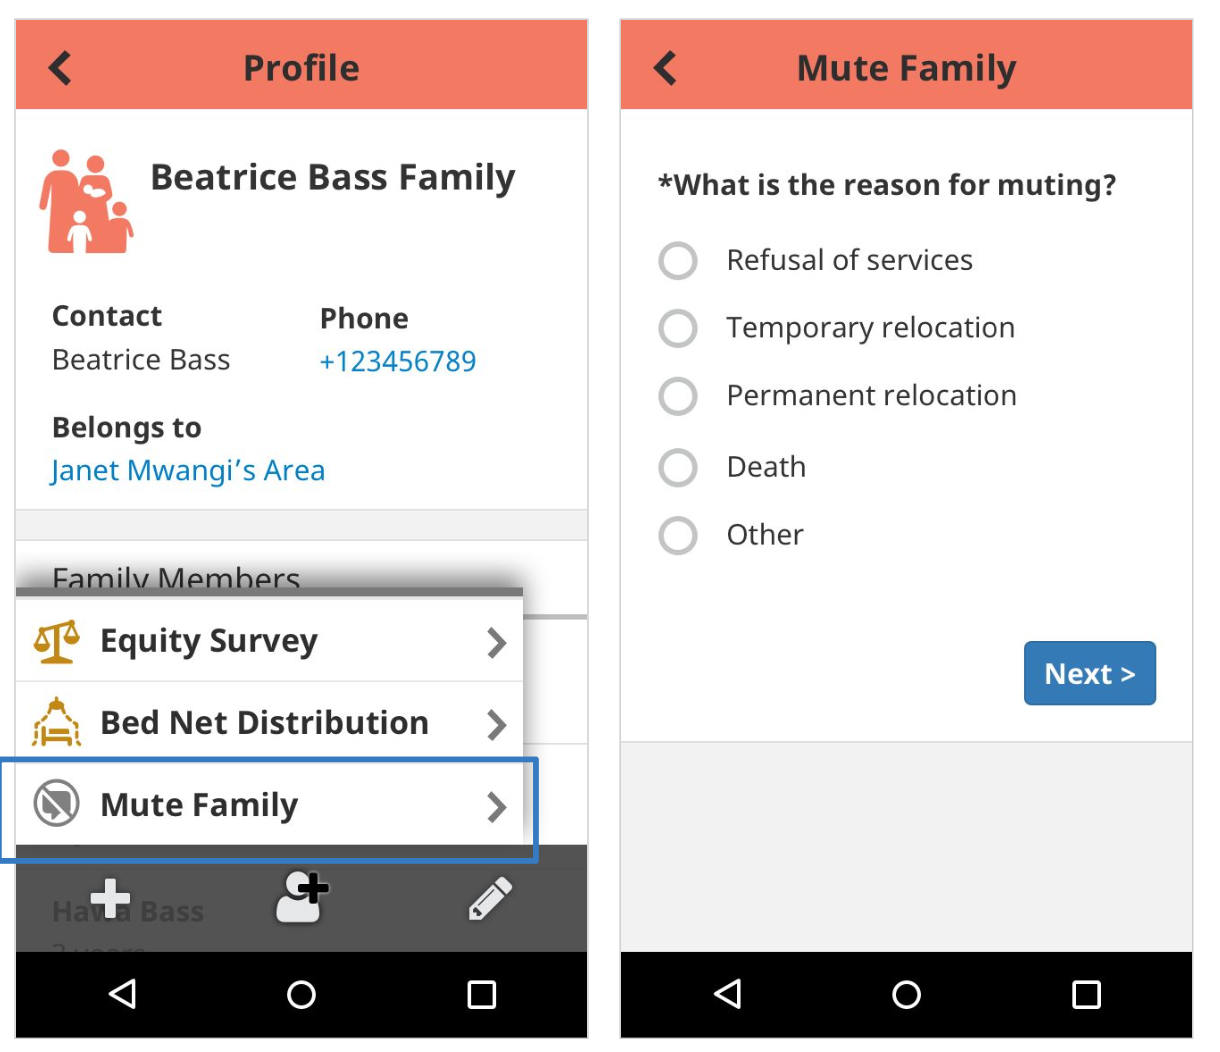 Profile
Beatrice Bass Family
Contact
Phone
Beatrice Bass
+123456789
Belongs to
Janet Mwangi’s Area
Family Members
Equity Survey
Bed Net Distribution
Mute Family
Hawa Bass
Mute Family
*What is the reason for muting?
Refusal of services
Temporary relocation
Permanent relocation
Death
Other
Next >